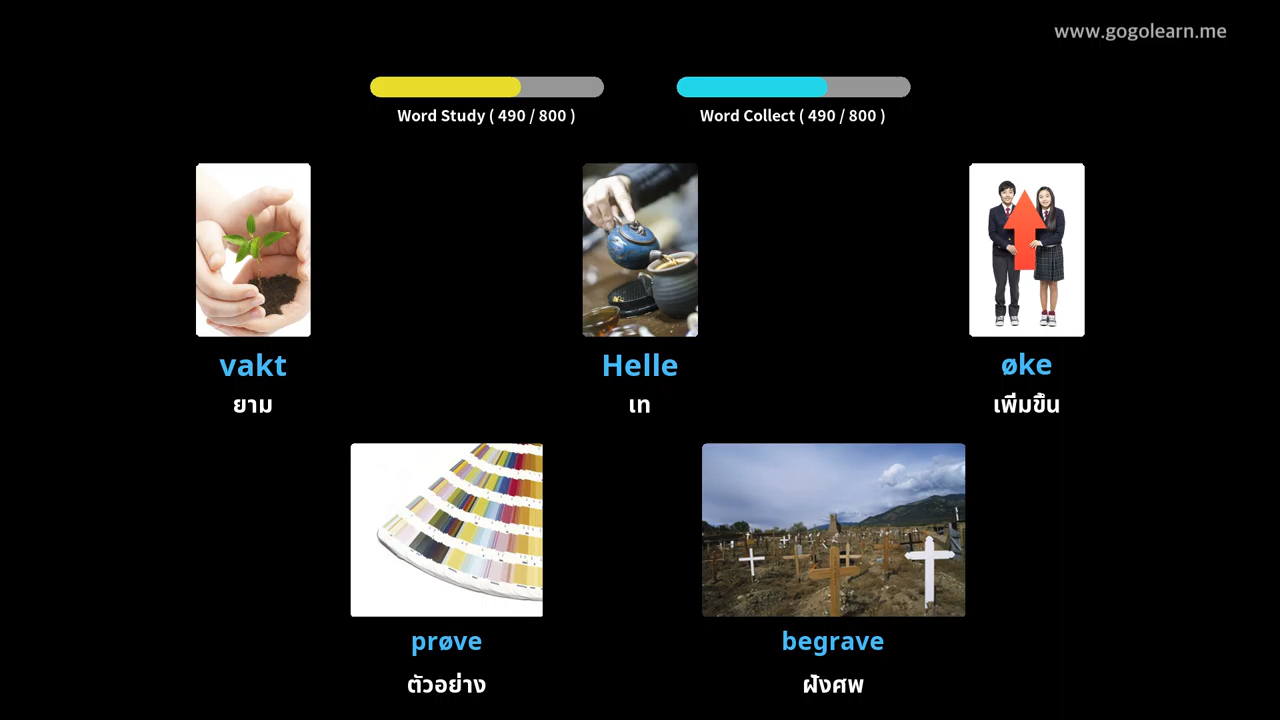 www.gogolearn.me
Word Study ( 490 / 800 )
Word Collect ( 490 / 800 )
vakt
ยาม
Helle
เท
øke
เพิ่มขึ้น
prøve
ตัวอย่าง
begrave
ฝังศพ